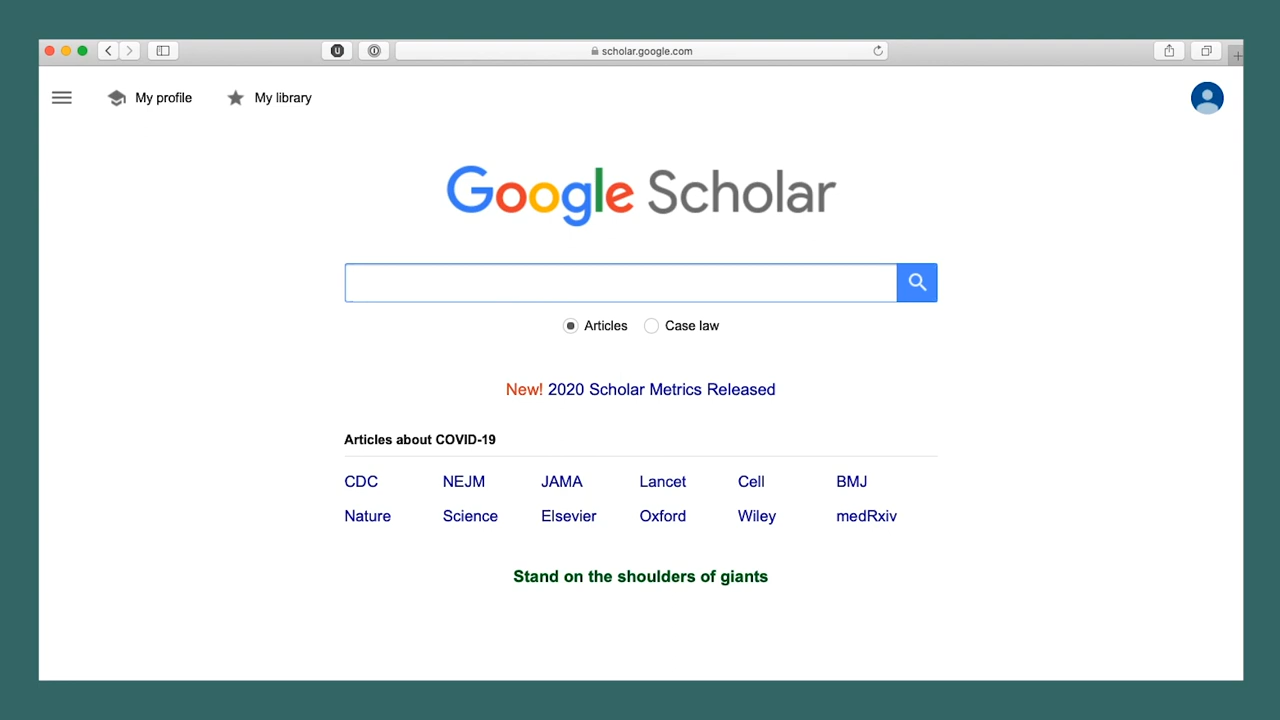 scholar.google.com
My profile My library
Google Scholar
Articles Case law
New! 2020 Scholar Metrics Released
Articles about COVID-19
CDC NEJM JAMA Lancet Cell BMJ
Nature Science Elsevier Oxford Wiley medRxiv
Stand on the shoulders of giants